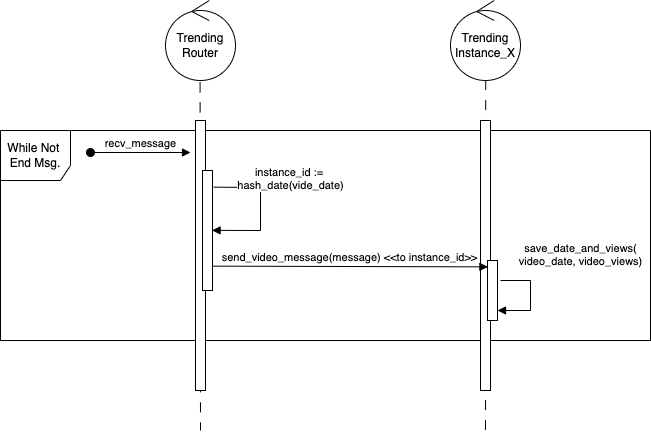 Trending
Router
Trending
Instance_X
While Not
End Msg.
recv_message
instance_id :=
hash_date(vide_date)
send_video_message(message) <<to instance_id>>
save_date_and_views(
video_date, video_views)